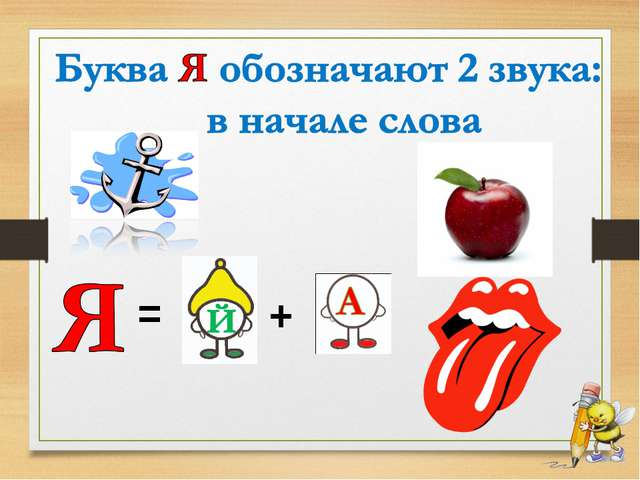 Буква Я обозначают 2 звука:
в начале слова
Я = Й + А